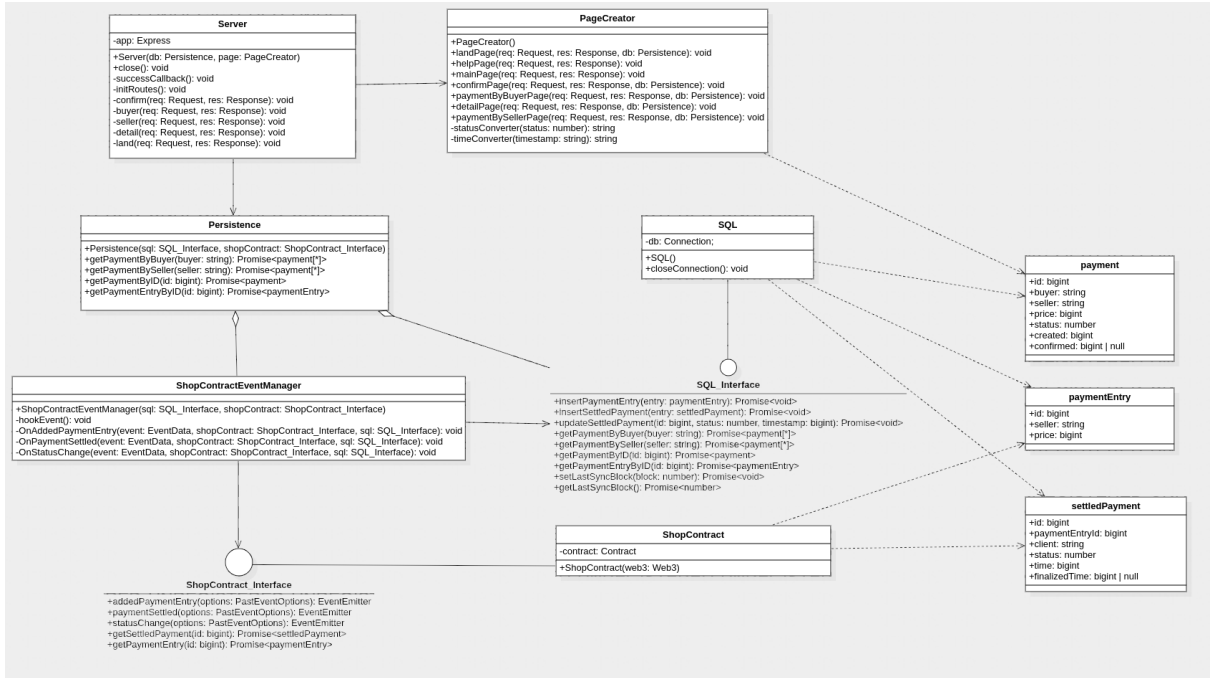 Server
-app: Express
+Server(db: Persistence, page: PageCreator)
+close(): void
-successCallback(): void
-initRoutes(): void
-confirm(req: Request, res: Response): void
-buyer(req: Request, res: Response): void
-seller(req: Request, res: Response): void
-detail(req: Request, res: Response): void
-land(req: Request, res: Response): void
PageCreator
+PageCreator()
+landPage(req: Request, res: Response, db: Persistence): void
+helpPage(req: Request, res: Response): void
+mainPage(req: Request, res: Response): void
+confirmPage(req: Request, res: Response, db: Persistence): void
+paymentByBuyerPage(req: Request, res: Response, db: Persistence): void
+detailPage(req: Request, res: Response, db: Persistence): void
+paymentBySellerPage(req: Request, res: Response, db: Persistence): void
-statusConverter(status: number): string
-timeConverter(timestamp: string): string
Persistence
+Persistence(sql: SQL_Interface, shopContract: ShopContract_Interface)
+getPaymentByBuyer(buyer: string): Promise<payment[*]>
+getPaymentBySeller(seller: string): Promise<payment[*]>
+getPaymentByID(id: bigint): Promise<payment>
+getPaymentEntryByID(id: bigint): Promise<paymentEntry>
SQL
-db: Connection;
+SQL()
+closeConnection(): void
payment
+id: bigint
+buyer: string
+seller: string
+price: bigint
+status: number
+created: bigint
+confirmed: bigint | null
ShopContractEventManager
+ShopContractEventManager(sql: SQL_Interface, shopContract: ShopContract_Interface)
-hookEvent(): void
-OnAddedPaymentEntry(event: EventData, shopContract: ShopContract_Interface, sql: SQL_Interface): void
-OnPaymentSettled(event: EventData, shopContract: ShopContract_Interface, sql: SQL_Interface): void
-OnStatusChange(event: EventData, shopContract: ShopContract_Interface, sql: SQL_Interface): void
SQL_Interface
+insertPaymentEntry(entry: paymentEntry): Promise<void>
+InsertSettledPayment(entry: settledPayment): Promise<void>
+updateSettledPayment(id: bigint, status: number, timestamp: bigint): Promise<void>
+getPaymentByBuyer(buyer: string): Promise<payment[*]>
+getPaymentBySeller(seller: string): Promise<payment[*]>
+getPaymentByID(id: bigint): Promise<payment>
+getPaymentEntryByID(id: bigint): Promise<paymentEntry>
+setLastSyncBlock(block: number): Promise<void>
+getLastSyncBlock(): Promise<number>
paymentEntry
+id: bigint
+seller: string
+price: bigint
settledPayment
+id: bigint
+paymentEntryId: bigint
+client: string
+status: number
+time: bigint
+finalizedTime: bigint | null
ShopContract
-contract: Contract
+ShopContract(web3: Web3)
ShopContract_Interface
+addedPaymentEntry(options: PastEventOptions): EventEmitter
+paymentSettled(options: PastEventOptions): EventEmitter
+statusChange(options: PastEventOptions): EventEmitter
+getSettledPayment(id: bigint): Promise<settledPayment>
+getPaymentEntry(id: bigint): Promise<paymentEntry>